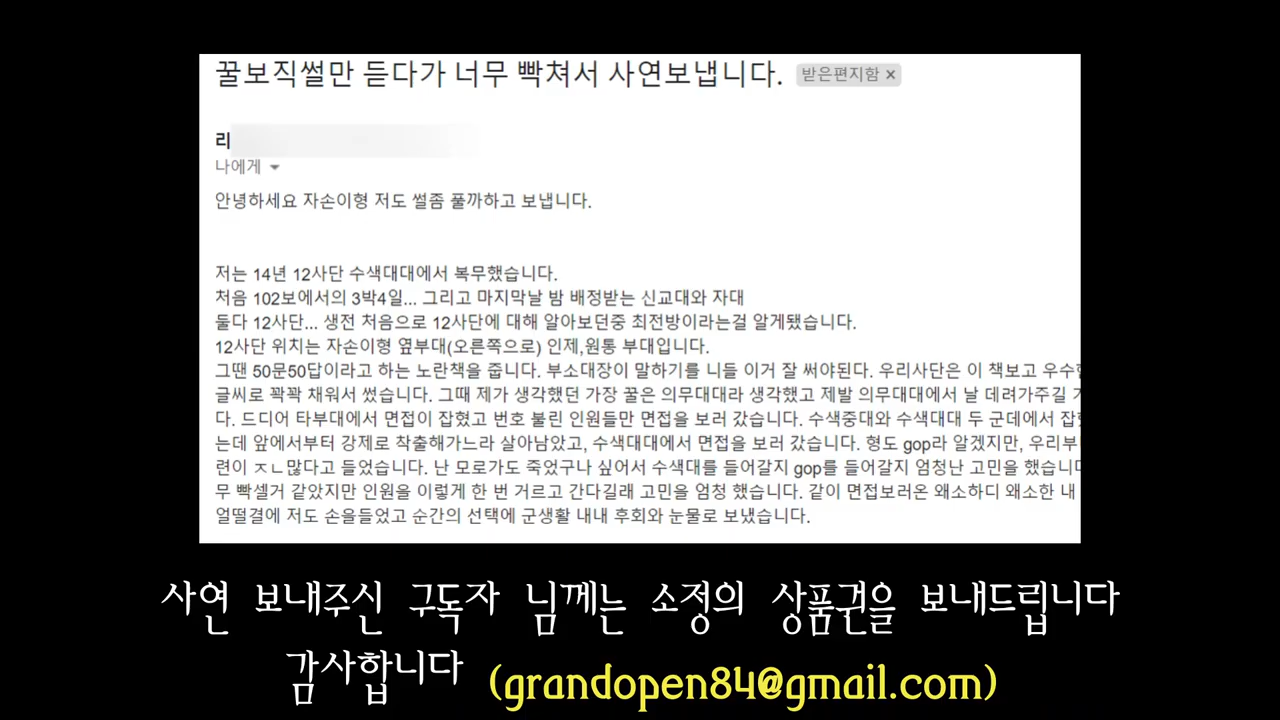 꿀보직썰만 듣다가 너무 빡쳐서 사연보냅니다. 받은편지함 ×
리
나에게
안녕하세요 자손이형 저도 썰좀 풀까하고 보냅니다.
저는 14년 12사단 수색대대에서 복무했습니다.
처음 102보에서의 3박4일... 그리고 마지막날 밤 배정받는 신교대와 자대
둘다 12사단... 생전 처음으로 12사단에 대해 알아보던중 최전방이라는걸 알게됐습니다.
12사단 위치는 자손이형 옆부대(오른쪽으로) 인제,원통 부대입니다.
그땐 50문50답이라고 하는 노란책을 줍니다. 부소대장이 말하기를 니들 이거 잘 써야된다. 우리사단은 이 책보고 우수한
글씨로 꽉꽉 채워서 썼습니다. 그때 제가 생각했던 가장 꿀은 의무대대라 생각했고 제발 의무대대에서 날 데려가주길
다. 드디어 타부대에서 면접이 잡혔고 번호 불린 인원들만 면접을 보러 갔습니다. 수색중대와 수색대대 두 군데에서
는데 앞에서부터 강제로 착출해가느라 살아남았고, 수색대대에서 면접을 보러 갔습니다. 형도 gop라 알겠지만, 우리부
련이 ㅈㄴ많다고 들었습니다. 난 모로가도 죽었구나 싶어서 수색대를 들어갈지 gop를 들어갈지 엄청난 고민을 했습니다
무 빡셀거 같았지만 인원을 이렇게 한 번 거르고 간다길래 고민을 엄청 했습니다. 같이 면접보러온 왜소하디 왜소한 내
얼떨결에 저도 손을들었고 순간의 선택에 군생활 내내 후회와 눈물로 보냈습니다.
사연 보내주신 구독자 님께는 소정의 상품권을 보내드립니다
감사합니다 (grandopen84@gmail.com)